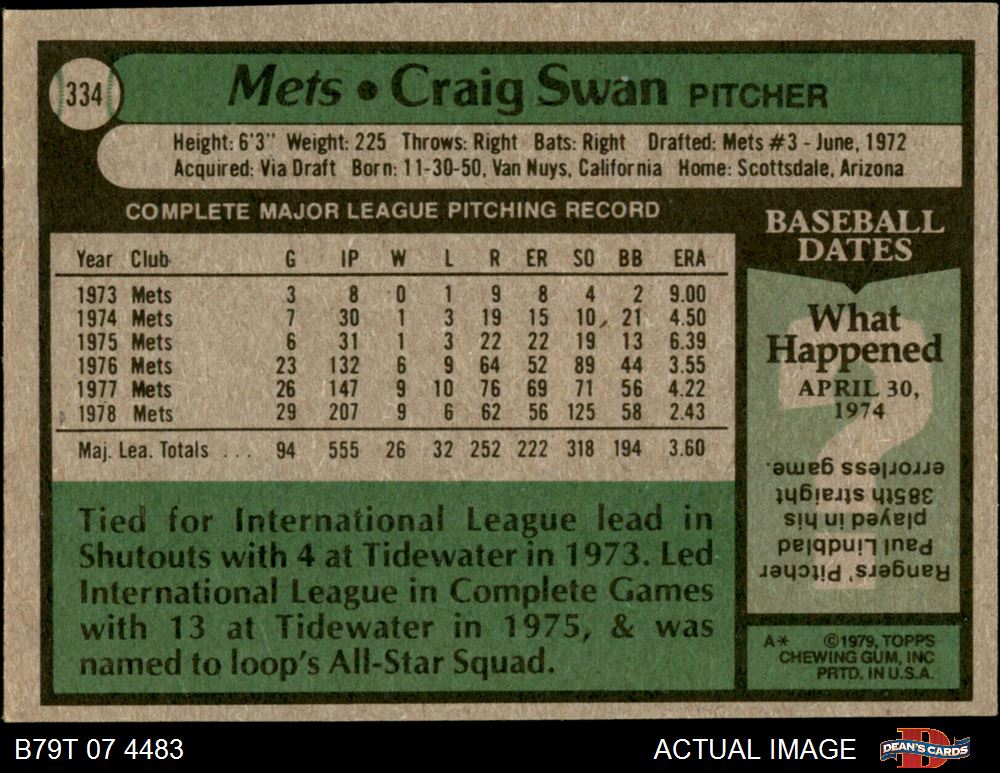 334
Mets • Craig Swan PITCHER
Height: 6'3" Weight: 225 Throws: Right Bats: Right Drafted: Mets #3 - June, 1972
Acquired: Via Draft Born: 11-30-50, Van Nuys, California Home: Scottsdale, Arizona
COMPLETE MAJOR LEAGUE PITCHING RECORD
Year Club G IP W L R ER SO BB ERA
1973 Mets 3 8 0 1 9 8 4 2 9.00
1974 Mets 7 30 1 3 19 15 10 21 4.50
1975 Mets 6 31 1 3 22 22 19 13 6.39
1976 Mets 23 132 6 9 64 52 89 44 3.55
1977 Mets 26 147 9 10 76 69 71 56 4.22
1978 Mets 29 207 9 6 62 56 125 58 2.43
Maj. Lea. Totals . . . 94 555 26 32 252 222 318 194 3.60
Tied for International League lead in
Shutouts with 4 at Tidewater in 1973. Led
International League in Complete Games
with 13 at Tidewater in 1975, & was
named to loop's All-Star Squad.
BASEBALL
DATES
What
Happened
APRIL 30,
1974
?
Rangers' Pitcher
Paul Lindblad
played in his
385th straight
errorless game.
A* ©1979, TOPPS
CHEWING GUM, INC
PRTD. IN U.S.A.
B79T 07 4483
ACTUAL IMAGE
DEAN'S CARDS